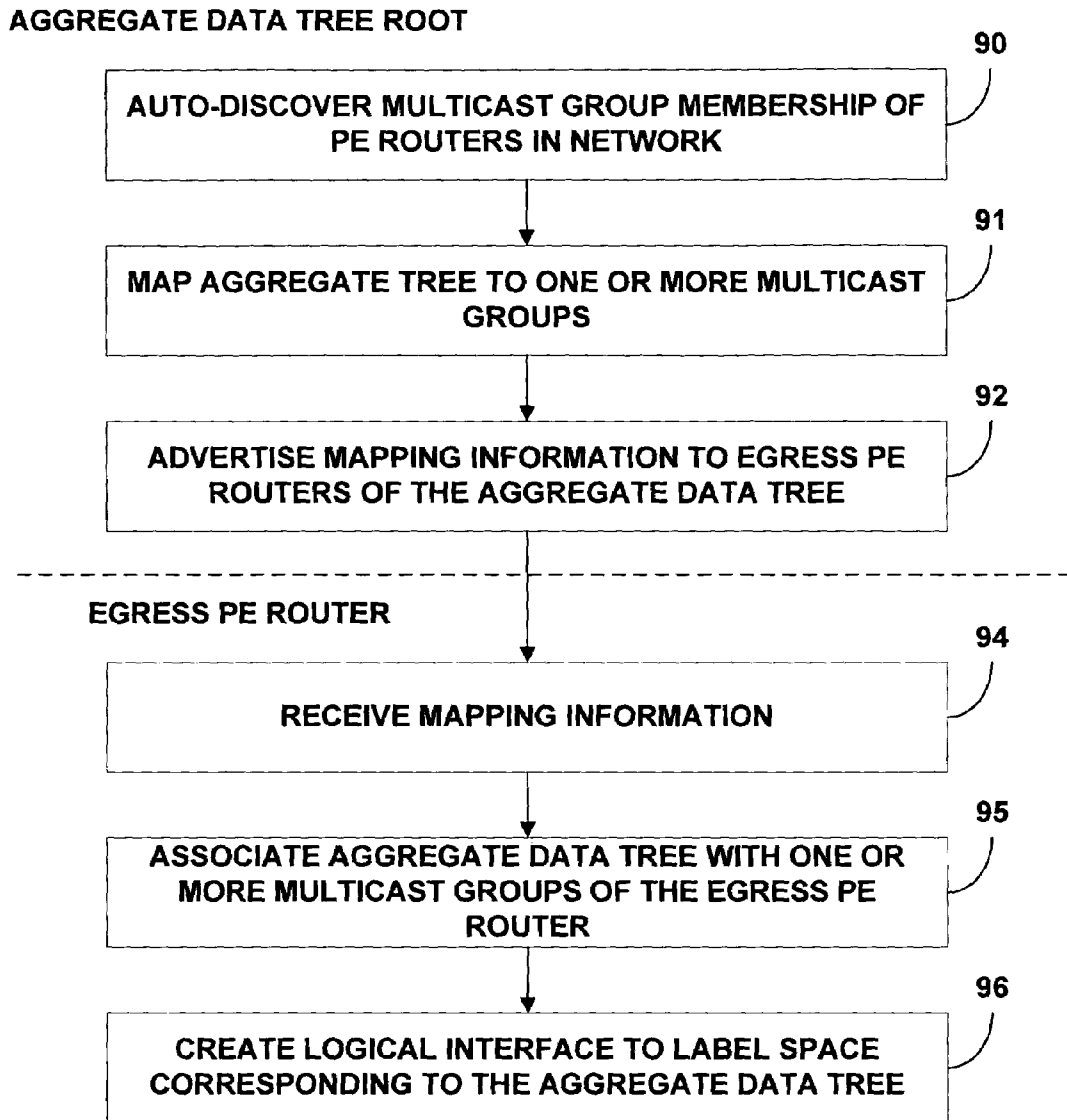 AGGREGATE DATA TREE ROOT
90
AUTO-DISCOVER MULTICAST GROUP MEMBERSHIP OF
PE ROUTERS IN NETWORK
91
MAP AGGREGATE TREE TO ONE OR MORE MULTICAST
GROUPS
92
ADVERTISE MAPPING INFORMATION TO EGRESS PE
ROUTERS OF THE AGGREGATE DATA TREE
EGRESS PE ROUTER
94
RECEIVE MAPPING INFORMATION
95
ASSOCIATE AGGREGATE DATA TREE WITH ONE OR
MORE MULTICAST GROUPS OF THE EGRESS PE
ROUTER
96
CREATE LOGICAL INTERFACE TO LABEL SPACE
CORRESPONDING TO THE AGGREGATE DATA TREE